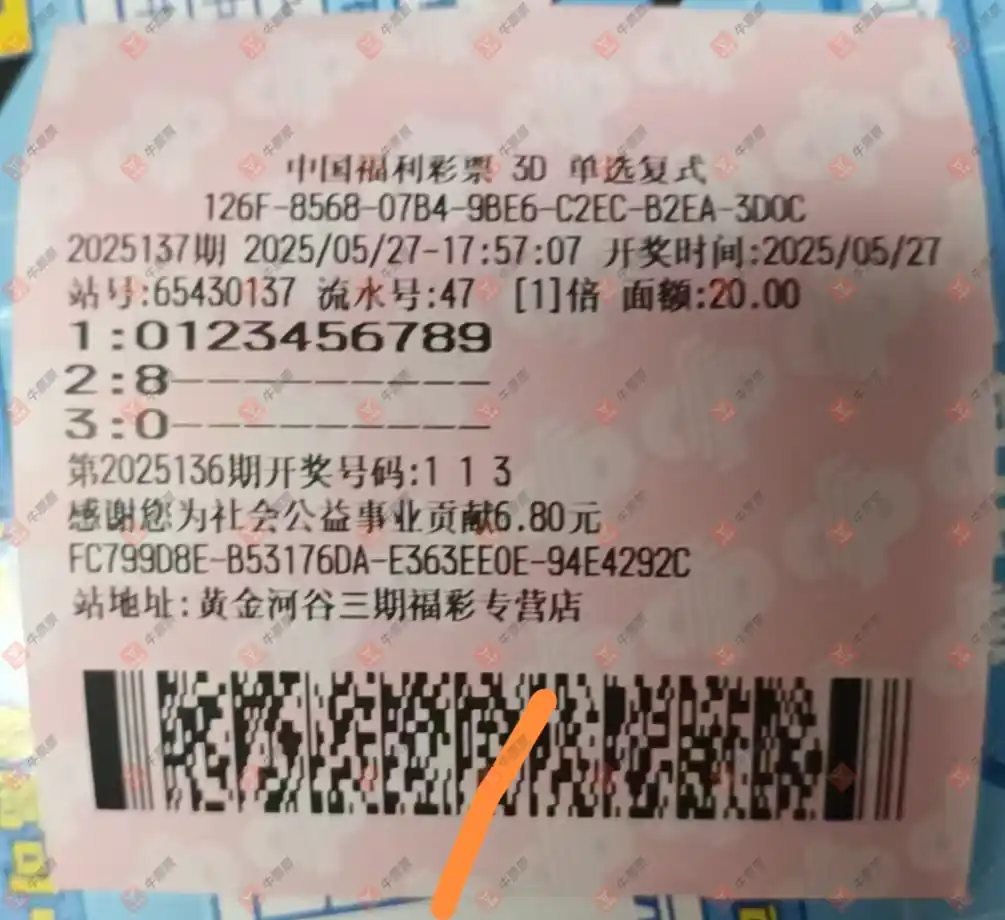 中国福利彩票 3D 单选复式
126F-8568-07B4-9BE6-C2EC-B2EA-3D0C
2025137期 2025/05/27-17:57:07 开奖时间:2025/05/27
站号:65430137 流水号:47 [1]倍 面额:20.00
1:0123456789
2:8----------
3:0----------
第2025136期开奖号码:1 1 3
感谢您为社会公益事业贡献6.80元
FC799D8E-B53176DA-E363EE0E-94E4292C
站地址:黄金河谷三期福彩专营店